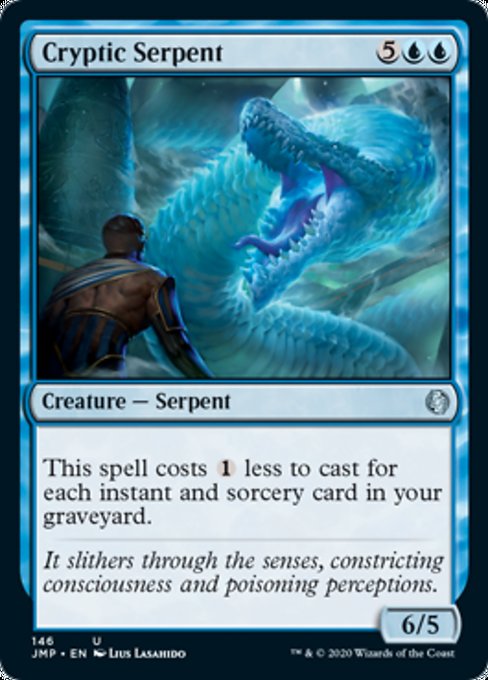 Cryptic Serpent 5
Creature — Serpent
This spell costs 1 less to cast for
each instant and sorcery card in your
graveyard.
It slithers through the senses, constricting
consciousness and poisoning perceptions.
6/5
146 U
JMP • EN Lius Lasahido ™ & © 2020 Wizards of the Coast